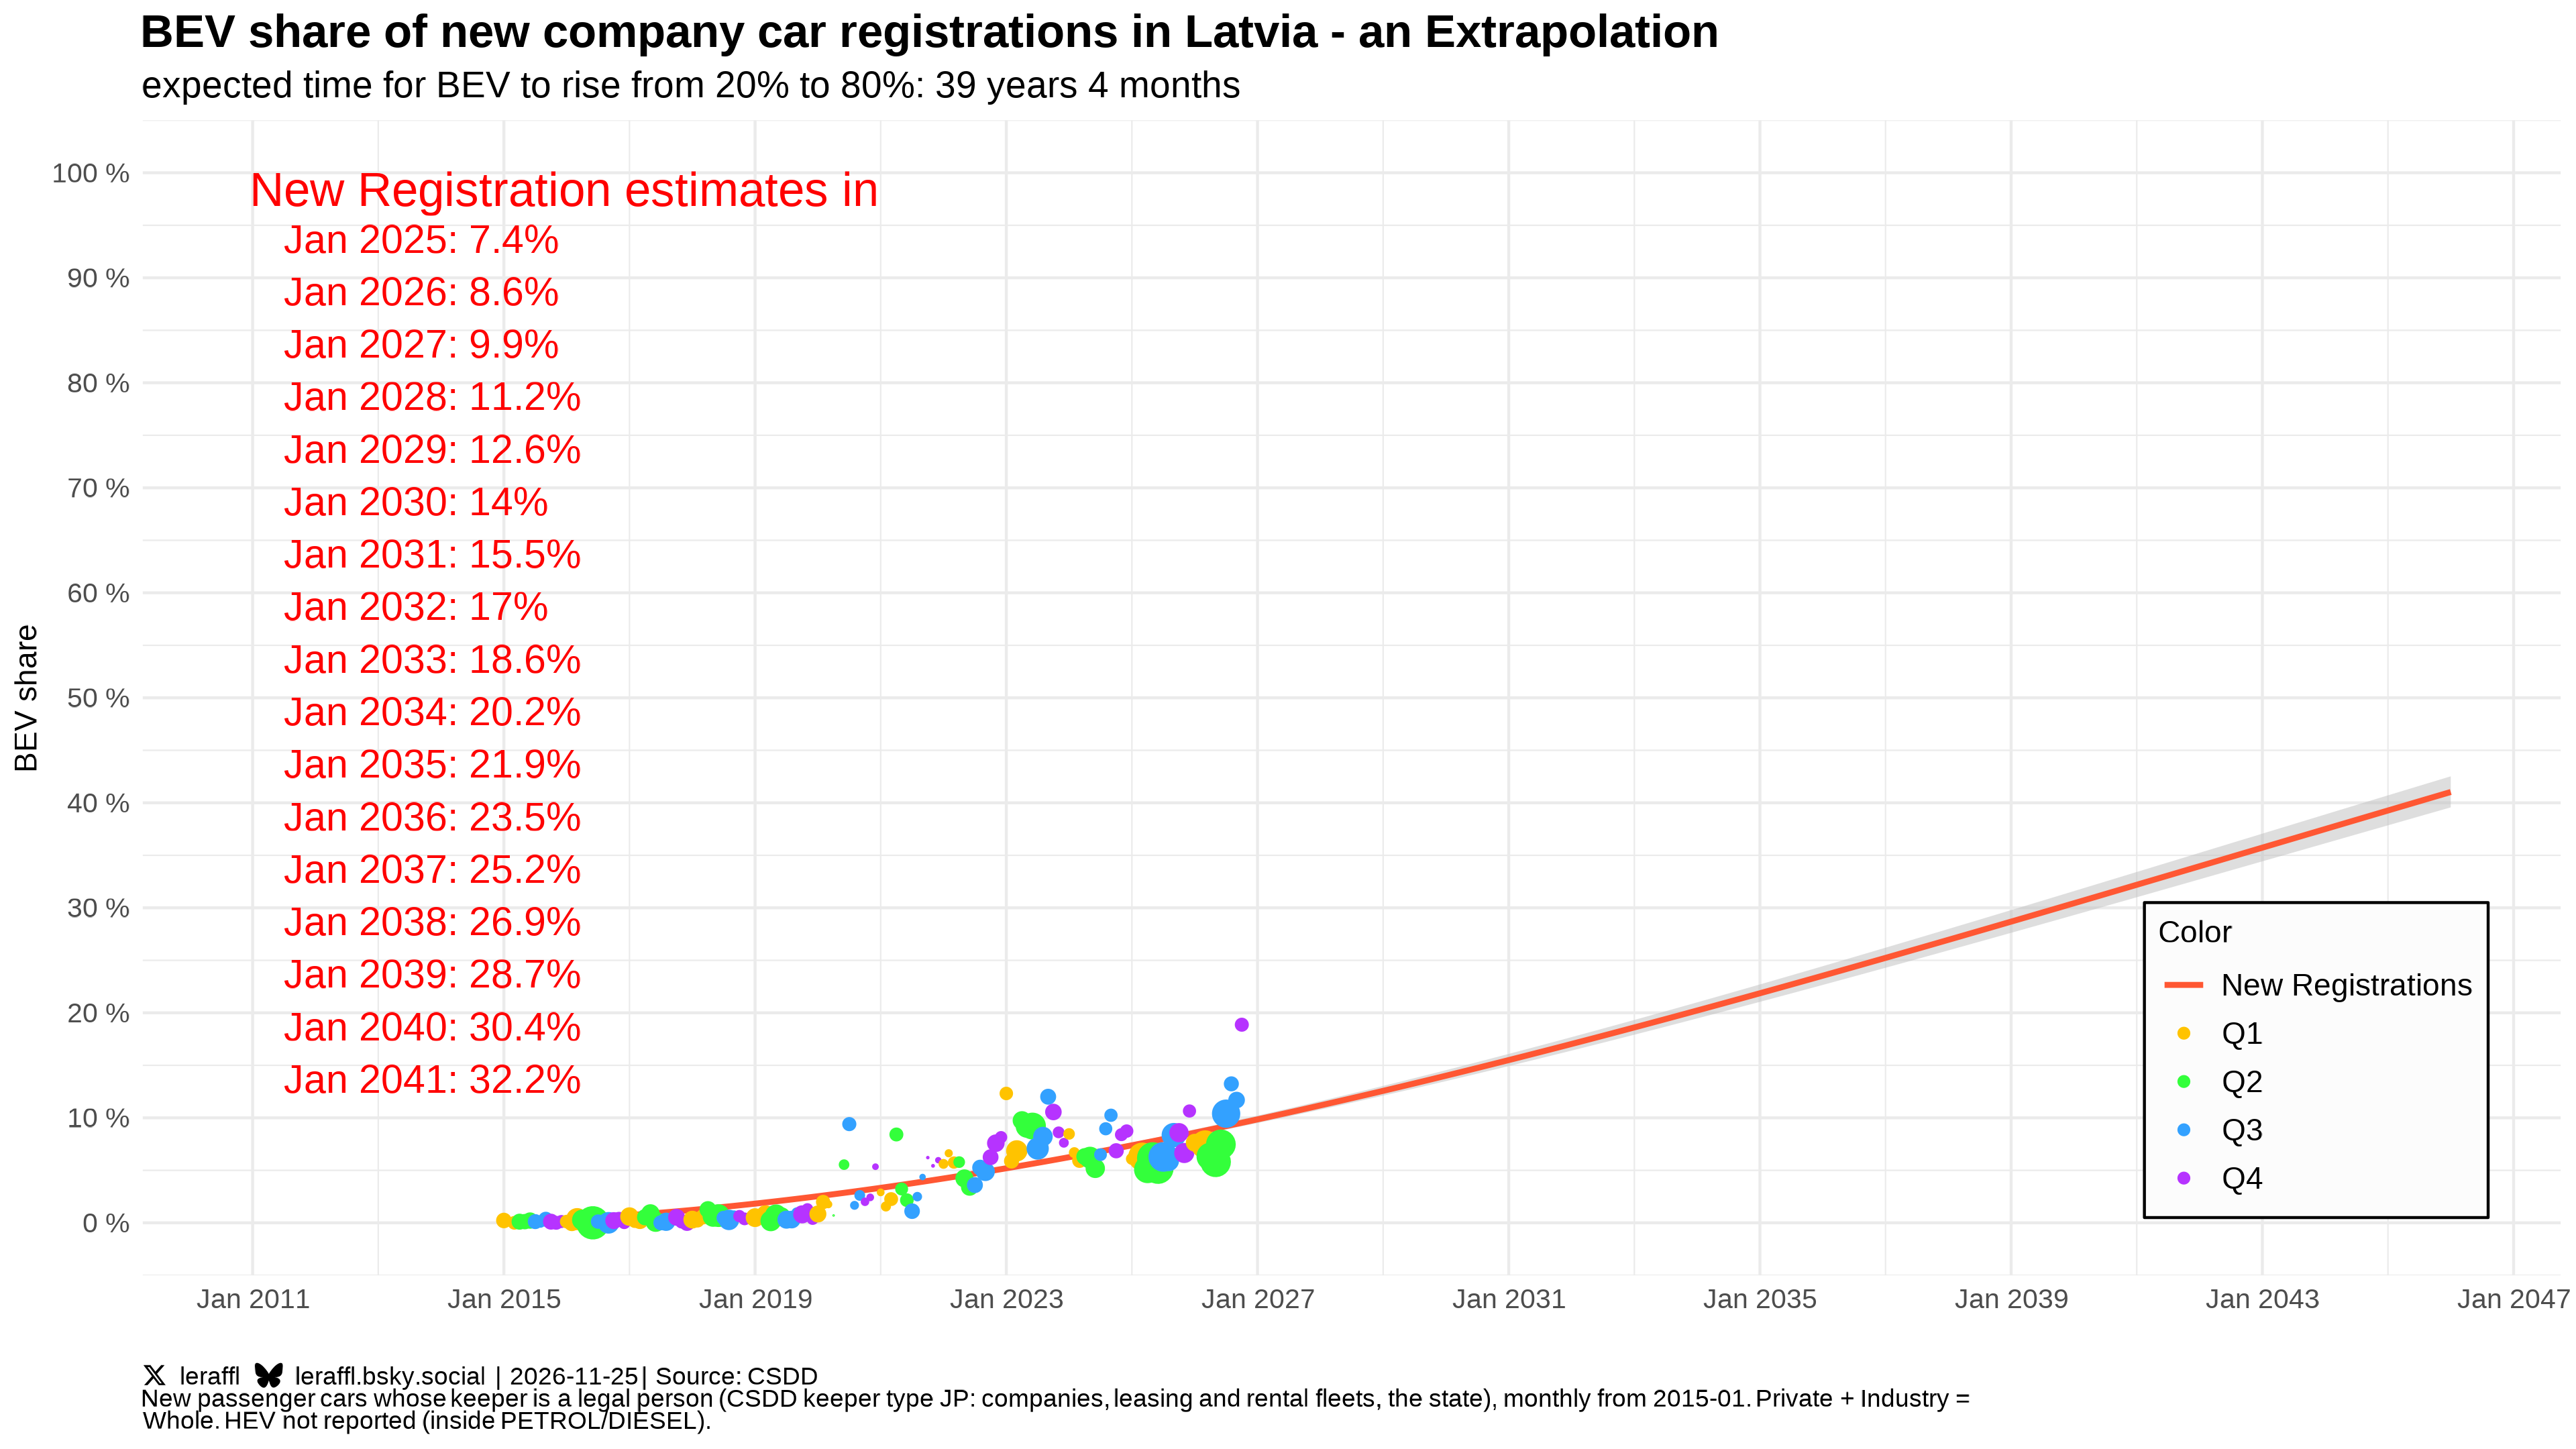 BEV share of new company car registrations in Latvia - an Extrapolation
expected time for BEV to rise from 20% to 80%: 39 years 4 months
BEV share
100 %
90 %
80 %
70 %
60 %
50 %
40 %
30 %
20 %
10 %
0 %
New Registration estimates in
Jan 2025: 7.4%
Jan 2026: 8.6%
Jan 2027: 9.9%
Jan 2028: 11.2%
Jan 2029: 12.6%
Jan 2030: 14%
Jan 2031: 15.5%
Jan 2032: 17%
Jan 2033: 18.6%
Jan 2034: 20.2%
Jan 2035: 21.9%
Jan 2036: 23.5%
Jan 2037: 25.2%
Jan 2038: 26.9%
Jan 2039: 28.7%
Jan 2040: 30.4%
Jan 2041: 32.2%
Color
New Registrations
Q1
Q2
Q3
Q4
Jan 2011 Jan 2015 Jan 2019 Jan 2023 Jan 2027 Jan 2031 Jan 2035 Jan 2039 Jan 2043 Jan 2047
leraffl leraffl.bsky.social | 2026-11-25 | Source: CSDD
New passenger cars whose keeper is a legal person (CSDD keeper type JP: companies, leasing and rental fleets, the state), monthly from 2015-01. Private + Industry =
Whole. HEV not reported (inside PETROL/DIESEL).